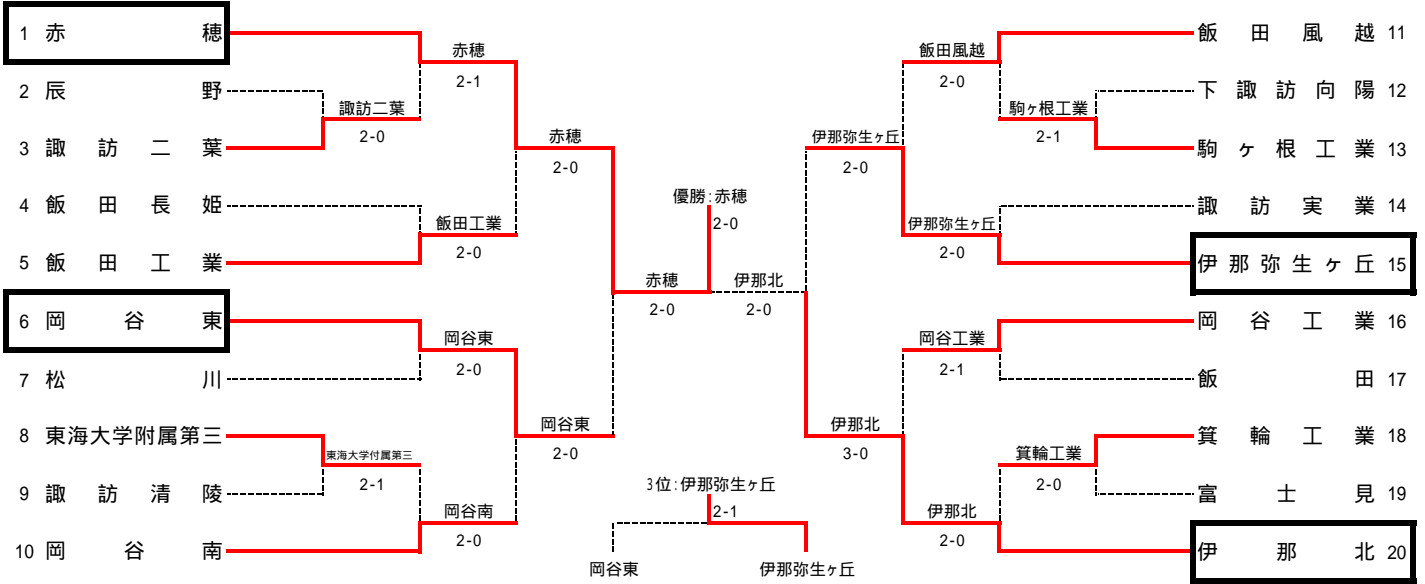 1 赤穂
2 辰野
3 諏訪二葉
4 飯田長姫
5 飯田工業
6 岡谷東
7 松川
8 東海大学附属第三
9 諏訪清陵
10 岡谷南
諏訪二葉
2-0
東海大学付属第三
2-1
赤穂
2-1
飯田工業
2-0
岡谷東
2-0
岡谷南
2-0
赤穂
2-0
岡谷東
2-0
赤穂
2-0
優勝:赤穂
2-0
伊那北
2-0
3位:伊那弥生ヶ丘
2-1
岡谷東
伊那弥生ヶ丘
伊那弥生ヶ丘
2-0
伊那北
3-0
飯田風越
2-0
伊那弥生ヶ丘
2-0
岡谷工業
2-1
伊那北
2-0
駒ヶ根工業
2-1
箕輪工業
2-0
飯田風越 11
下諏訪向陽 12
駒ヶ根工業 13
諏訪実業 14
伊那弥生ヶ丘 15
岡谷工業 16
飯田 17
箕輪工業 18
富士見 19
伊那北 20